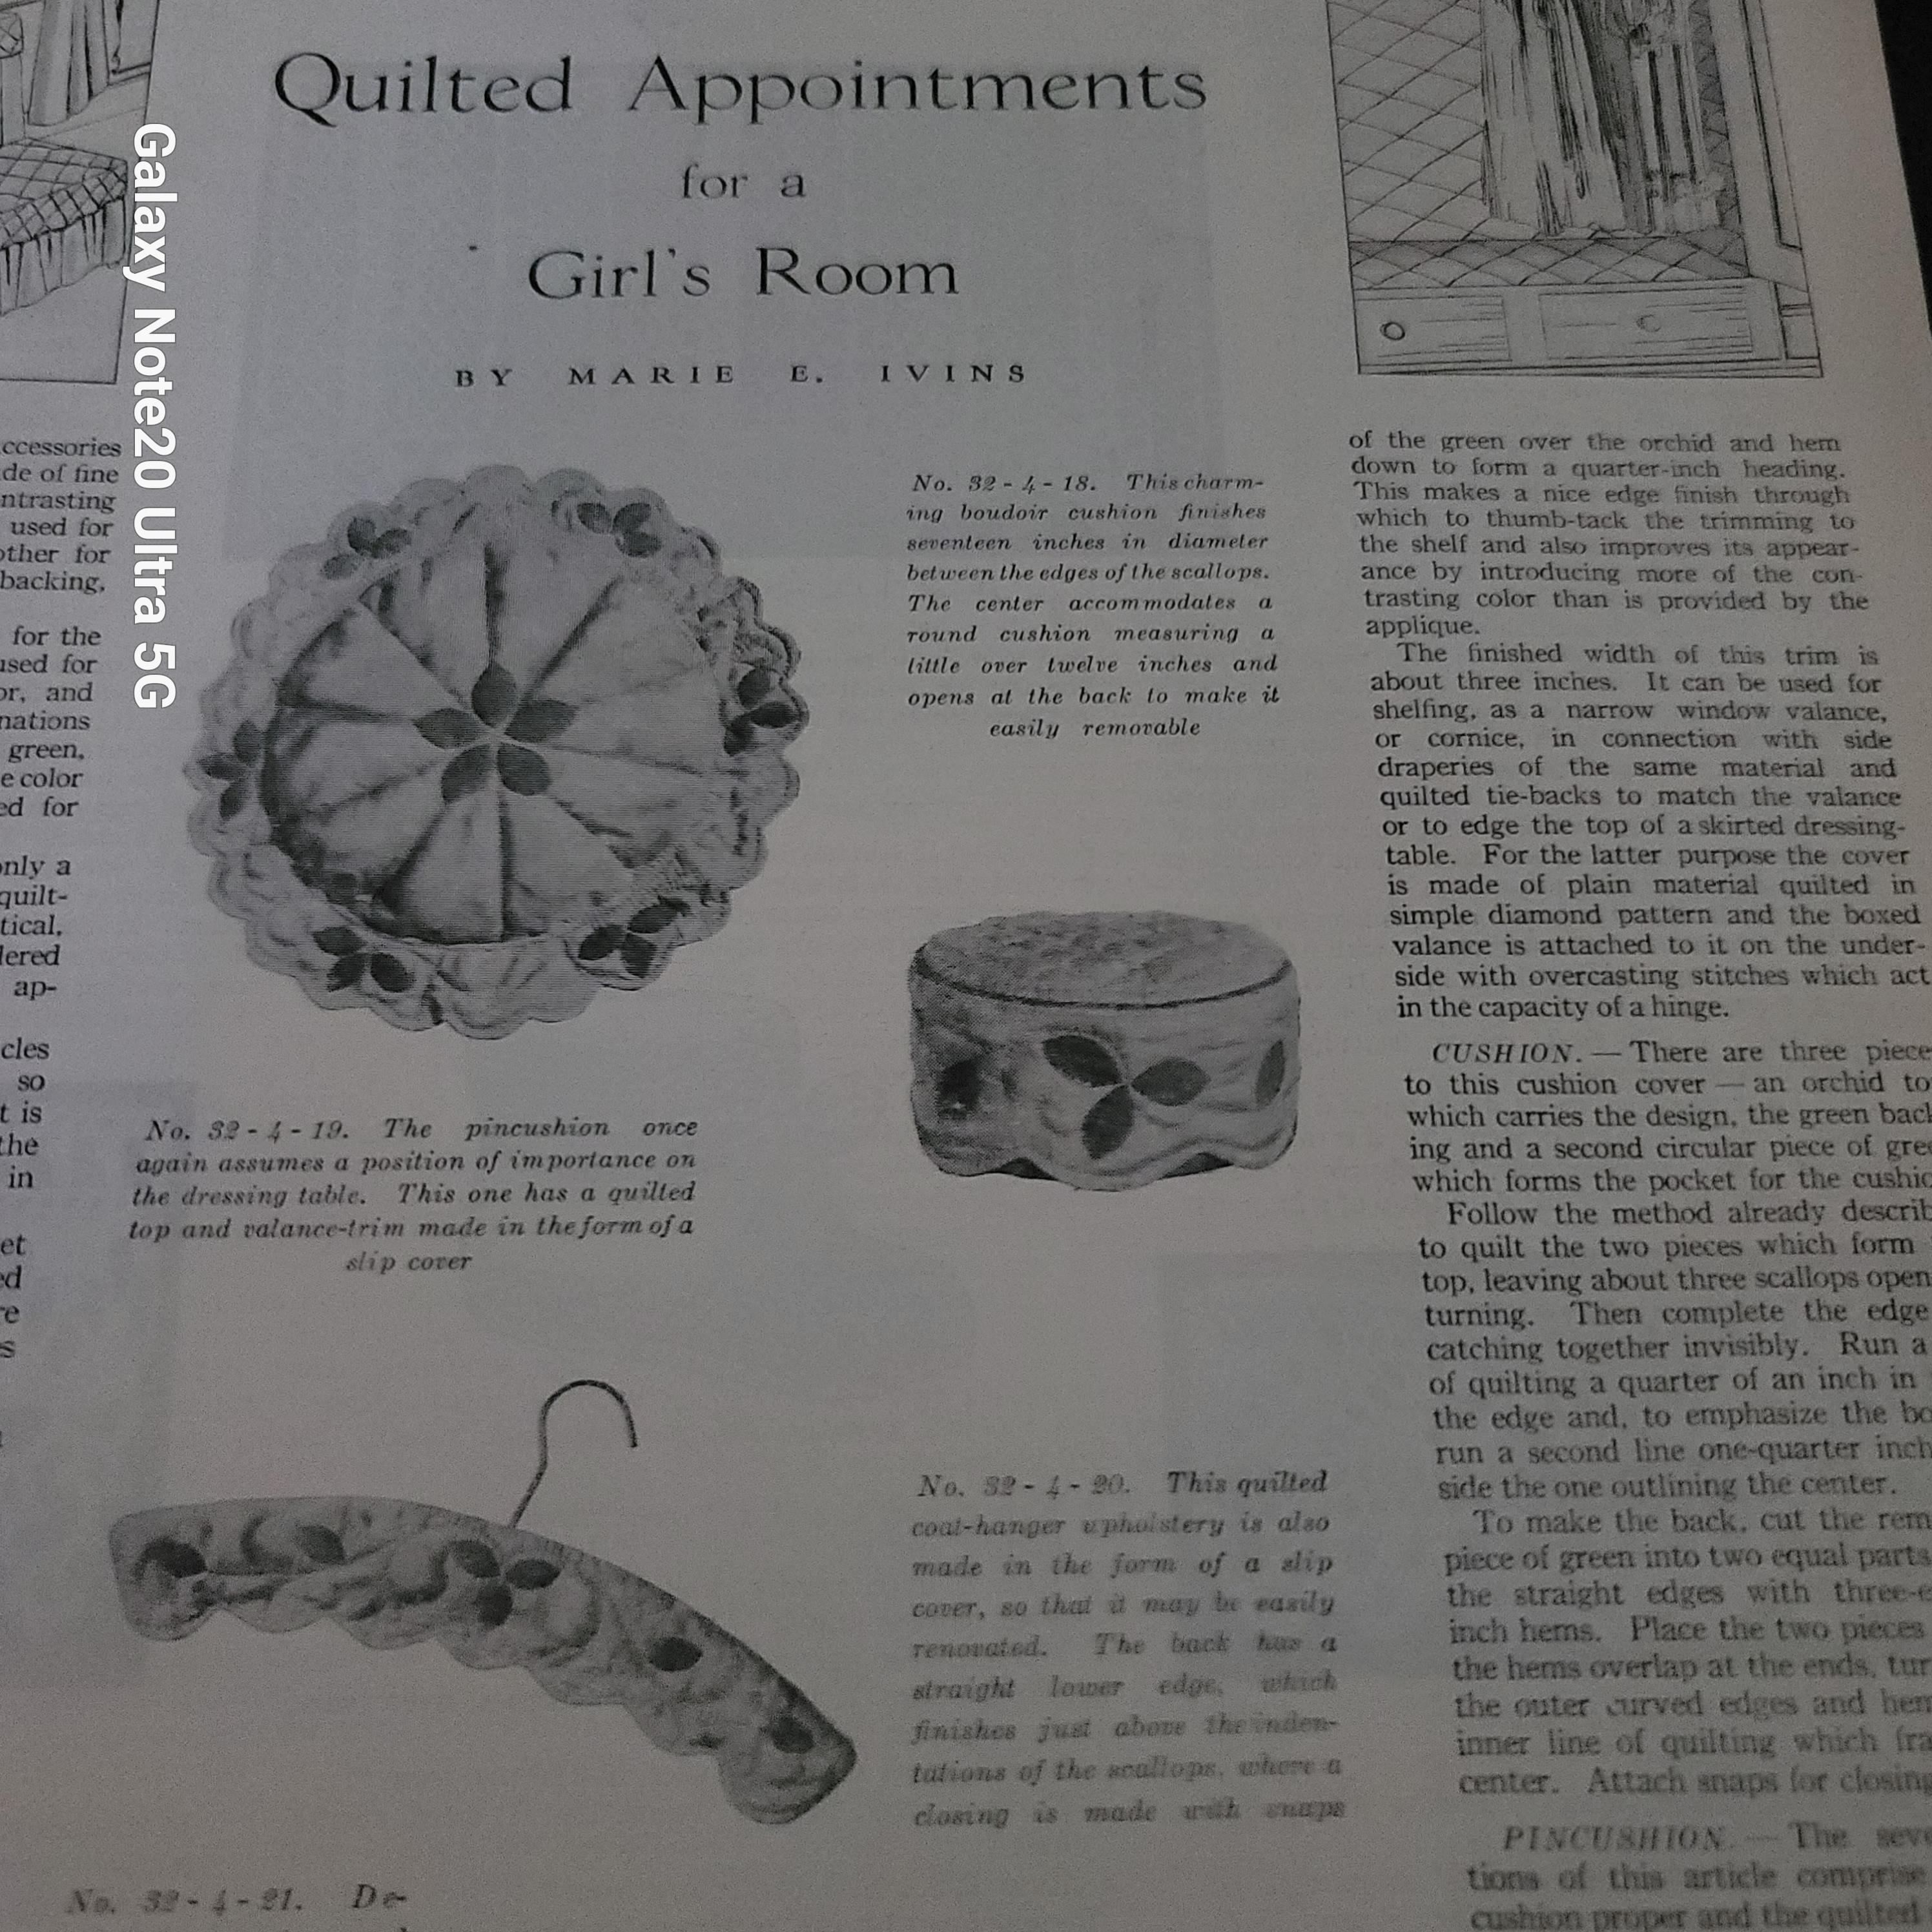 Quilted Appointments
for a
Girl's Room
BY MARIE E. IVINS
Galaxy Note20 Ultra 5G
ccessories
de of fine
ntrasting
used for
other for
backing,
for the
used for
or, and
nations
green,
e color
ed for
only a
quilt-
tical,
dered
ap-
cles
so
t is
the
in
et
ed
re
s
No. 32-4-18. This charm-
ing boudoir cushion finishes
seventeen inches in diameter
between the edges of the scallops.
The center accommodates a
round cushion measuring a
little over twelve inches and
opens at the back to make it
easily removable
No. 32-4-19. The pincushion once
again assumes a position of importance on
the dressing table. This one has a quilted
top and valance-trim made in the form of a
slip cover
No. 32-4-20. This quilted
coat-hanger upholstery is also
made in the form of a slip
cover, so that it may be easily
renovated. The back has a
straight lower edge, which
finishes just above the inden-
tations of the scallops, where a
closing is made with snaps
No. 32-4-21. De-
of the green over the orchid and hem
down to form a quarter-inch heading.
This makes a nice edge finish through
which to thumb-tack the trimming to
the shelf and also improves its appear-
ance by introducing more of the con-
trasting color than is provided by the
applique.
The finished width of this trim is
about three inches. It can be used for
shelfing, as a narrow window valance,
or cornice, in connection with side
draperies of the same material and
quilted tie-backs to match the valance
or to edge the top of a skirted dressing-
table. For the latter purpose the cover
is made of plain material quilted in
simple diamond pattern and the boxed
valance is attached to it on the under-
side with overcasting stitches which act
in the capacity of a hinge.
CUSHION. — There are three piece
to this cushion cover — an orchid to
which carries the design, the green back
ing and a second circular piece of gree
which forms the pocket for the cushio
Follow the method already describ
to quilt the two pieces which form
top, leaving about three scallops open
turning. Then complete the edge
catching together invisibly. Run a
of quilting a quarter of an inch in
the edge and, to emphasize the bo
run a second line one-quarter inch
side the one outlining the center.
To make the back, cut the rem
piece of green into two equal parts
the straight edges with three-e
inch hems. Place the two pieces
the hems overlap at the ends, tur
the outer curved edges and hem
inner line of quilting which fra
center. Attach snaps for closing
PINCUSHION. — The seve
tions of this article comprise
cushion proper and the quilted